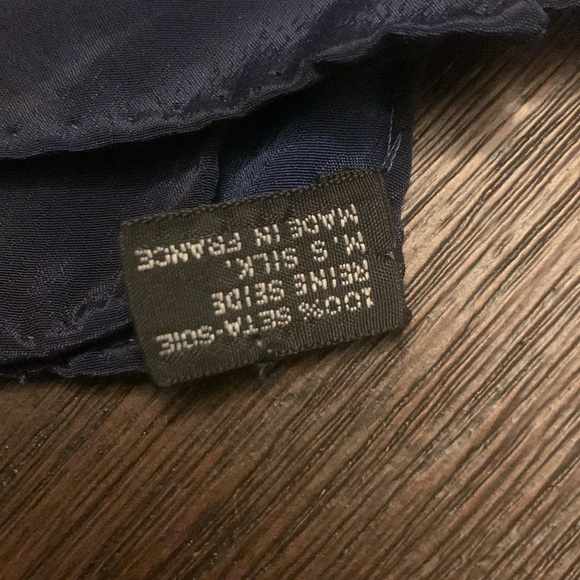 100% SETA-SOIE
REINE SEIDE
M'S SILK.
MADE IN FRANCE